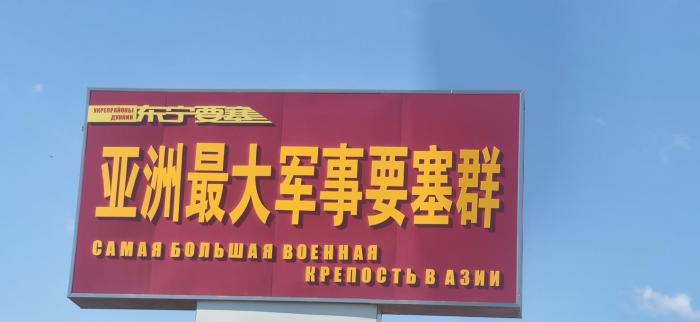 УКРЕПРАЙОНЫ
ДУНИН
东宁要塞
亚洲最大军事要塞群
САМАЯ БОЛЬШАЯ ВОЕННАЯ
КРЕПОСТЬ В АЗИИ